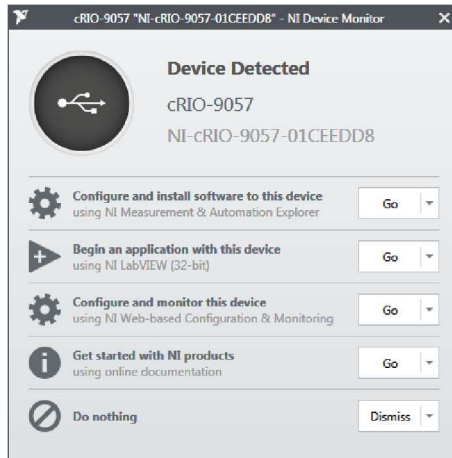 cRIO-9057 "NI-cRIO-9057-01CEEDD8" - NI Device Monitor
Device Detected
cRIO-9057
NI-cRIO-9057-01CEEDD8
Configure and install software to this device
using NI Measurement & Automation Explorer
Go
Begin an application with this device
using NI LabVIEW (32-bit)
Go
Configure and monitor this device
using NI Web-based Configuration & Monitoring
Go
Get started with NI products
using online documentation
Go
Do nothing
Dismiss